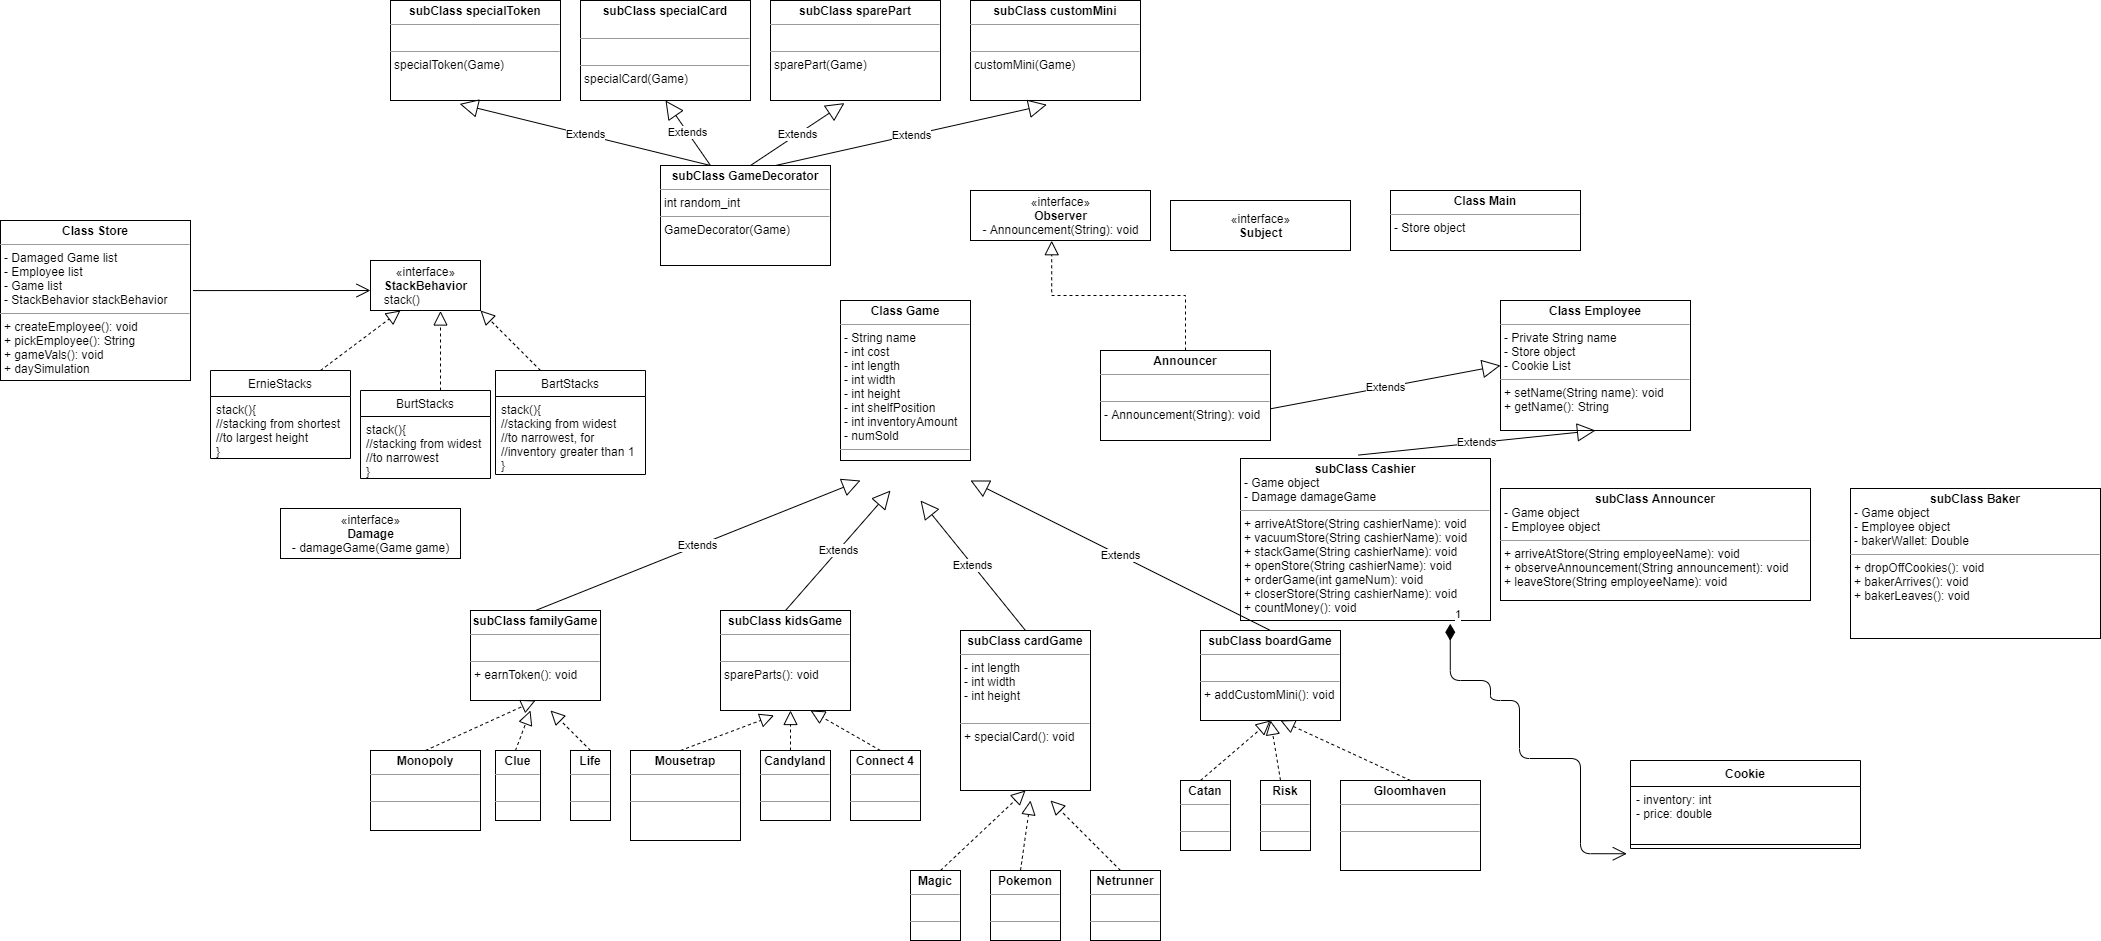 subClass specialToken
specialToken(Game)
subClass specialCard
specialCard(Game)
subClass sparePart
sparePart(Game)
subClass customMini
customMini(Game)
Extends
Extends
Extends
Extends
subClass GameDecorator
int random_int
GameDecorator(Game)
«interface»
Observer
- Announcement(String): void
«interface»
Subject
Class Main
- Store object
Class Store
- Damaged Game list
- Employee list
- Game list
- StackBehavior stackBehavior
+ createEmployee(): void
+ pickEmployee(): String
+ gameVals(): void
+ daySimulation
«interface»
StackBehavior
stack()
ErnieStacks
stack(){
//stacking from shortest
//to largest height
}
BurtStacks
stack(){
//stacking from widest
//to narrowest
}
BartStacks
stack(){
//stacking from widest
//to narrowest, for
//inventory greater than 1
}
«interface»
Damage
- damageGame(Game game)
Class Game
- String name
- int cost
- int length
- int width
- int height
- int shelfPosition
- int inventoryAmount
- numSold
Announcer
- Announcement(String): void
Extends
Class Employee
- Private String name
- Store object
- Cookie List
+ setName(String name): void
+ getName(): String
Extends
subClass Cashier
- Game object
- Damage damageGame
+ arriveAtStore(String cashierName): void
+ vacuumStore(String cashierName): void
+ stackGame(String cashierName): void
+ openStore(String cashierName): void
+ orderGame(int gameNum): void
+ closerStore(String cashierName): void
+ countMoney(): void
1
subClass Announcer
- Game object
- Employee object
+ arriveAtStore(String employeeName): void
+ observeAnnouncement(String announcement): void
+ leaveStore(String employeeName): void
subClass Baker
- Game object
- Employee object
- bakerWallet: Double
+ dropOffCookies(): void
+ bakerArrives(): void
+ bakerLeaves(): void
Extends
Extends
Extends
Extends
subClass familyGame
+ earnToken(): void
subClass kidsGame
spareParts(): void
subClass cardGame
- int length
- int width
- int height
+ specialCard(): void
subClass boardGame
+ addCustomMini(): void
Monopoly
Clue
Life
Mousetrap
Candyland
Connect 4
Catan
Risk
Gloomhaven
Cookie
- inventory: int
- price: double
Magic
Pokemon
Netrunner